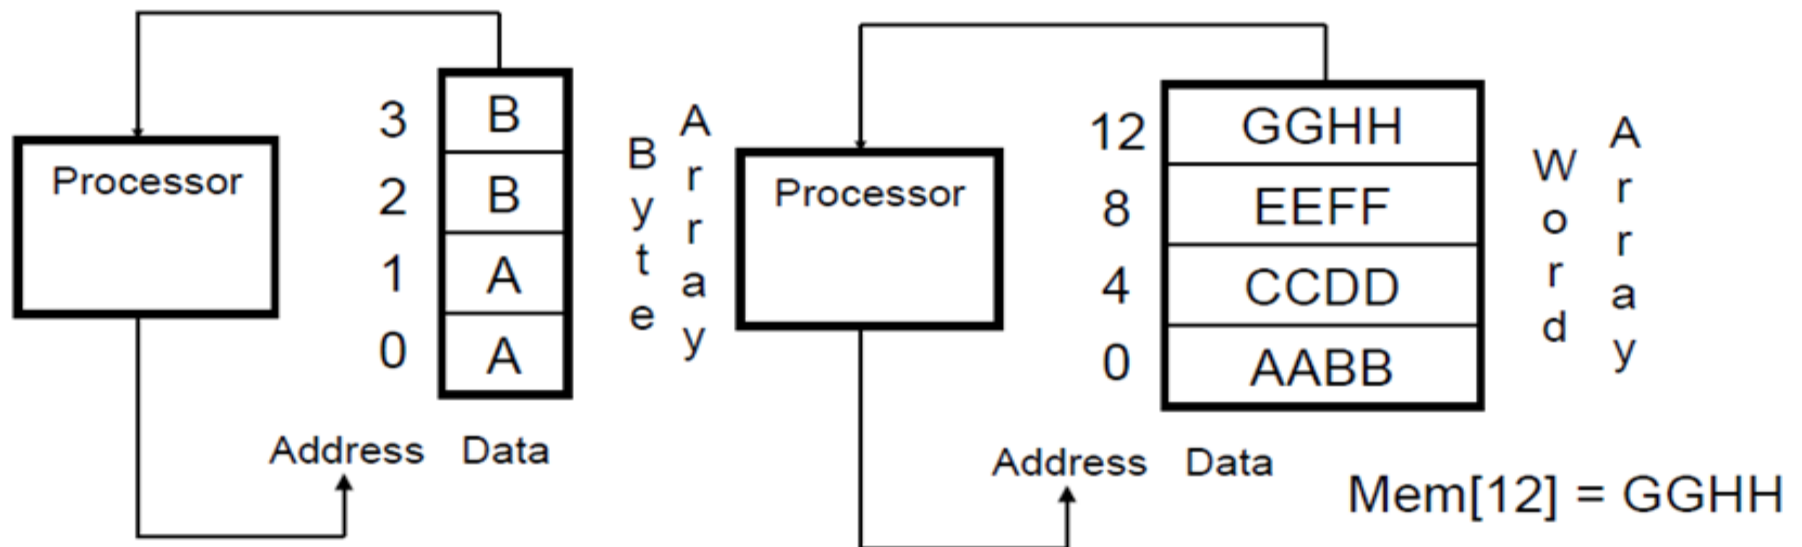 Processor
3 B
2 B
1 A
0 A
Byte
Array
Address Data
Processor
12 GGHH
8 EEFF
4 CCDD
0 AABB
Word
Array
Address Data
Mem[12] = GGHH